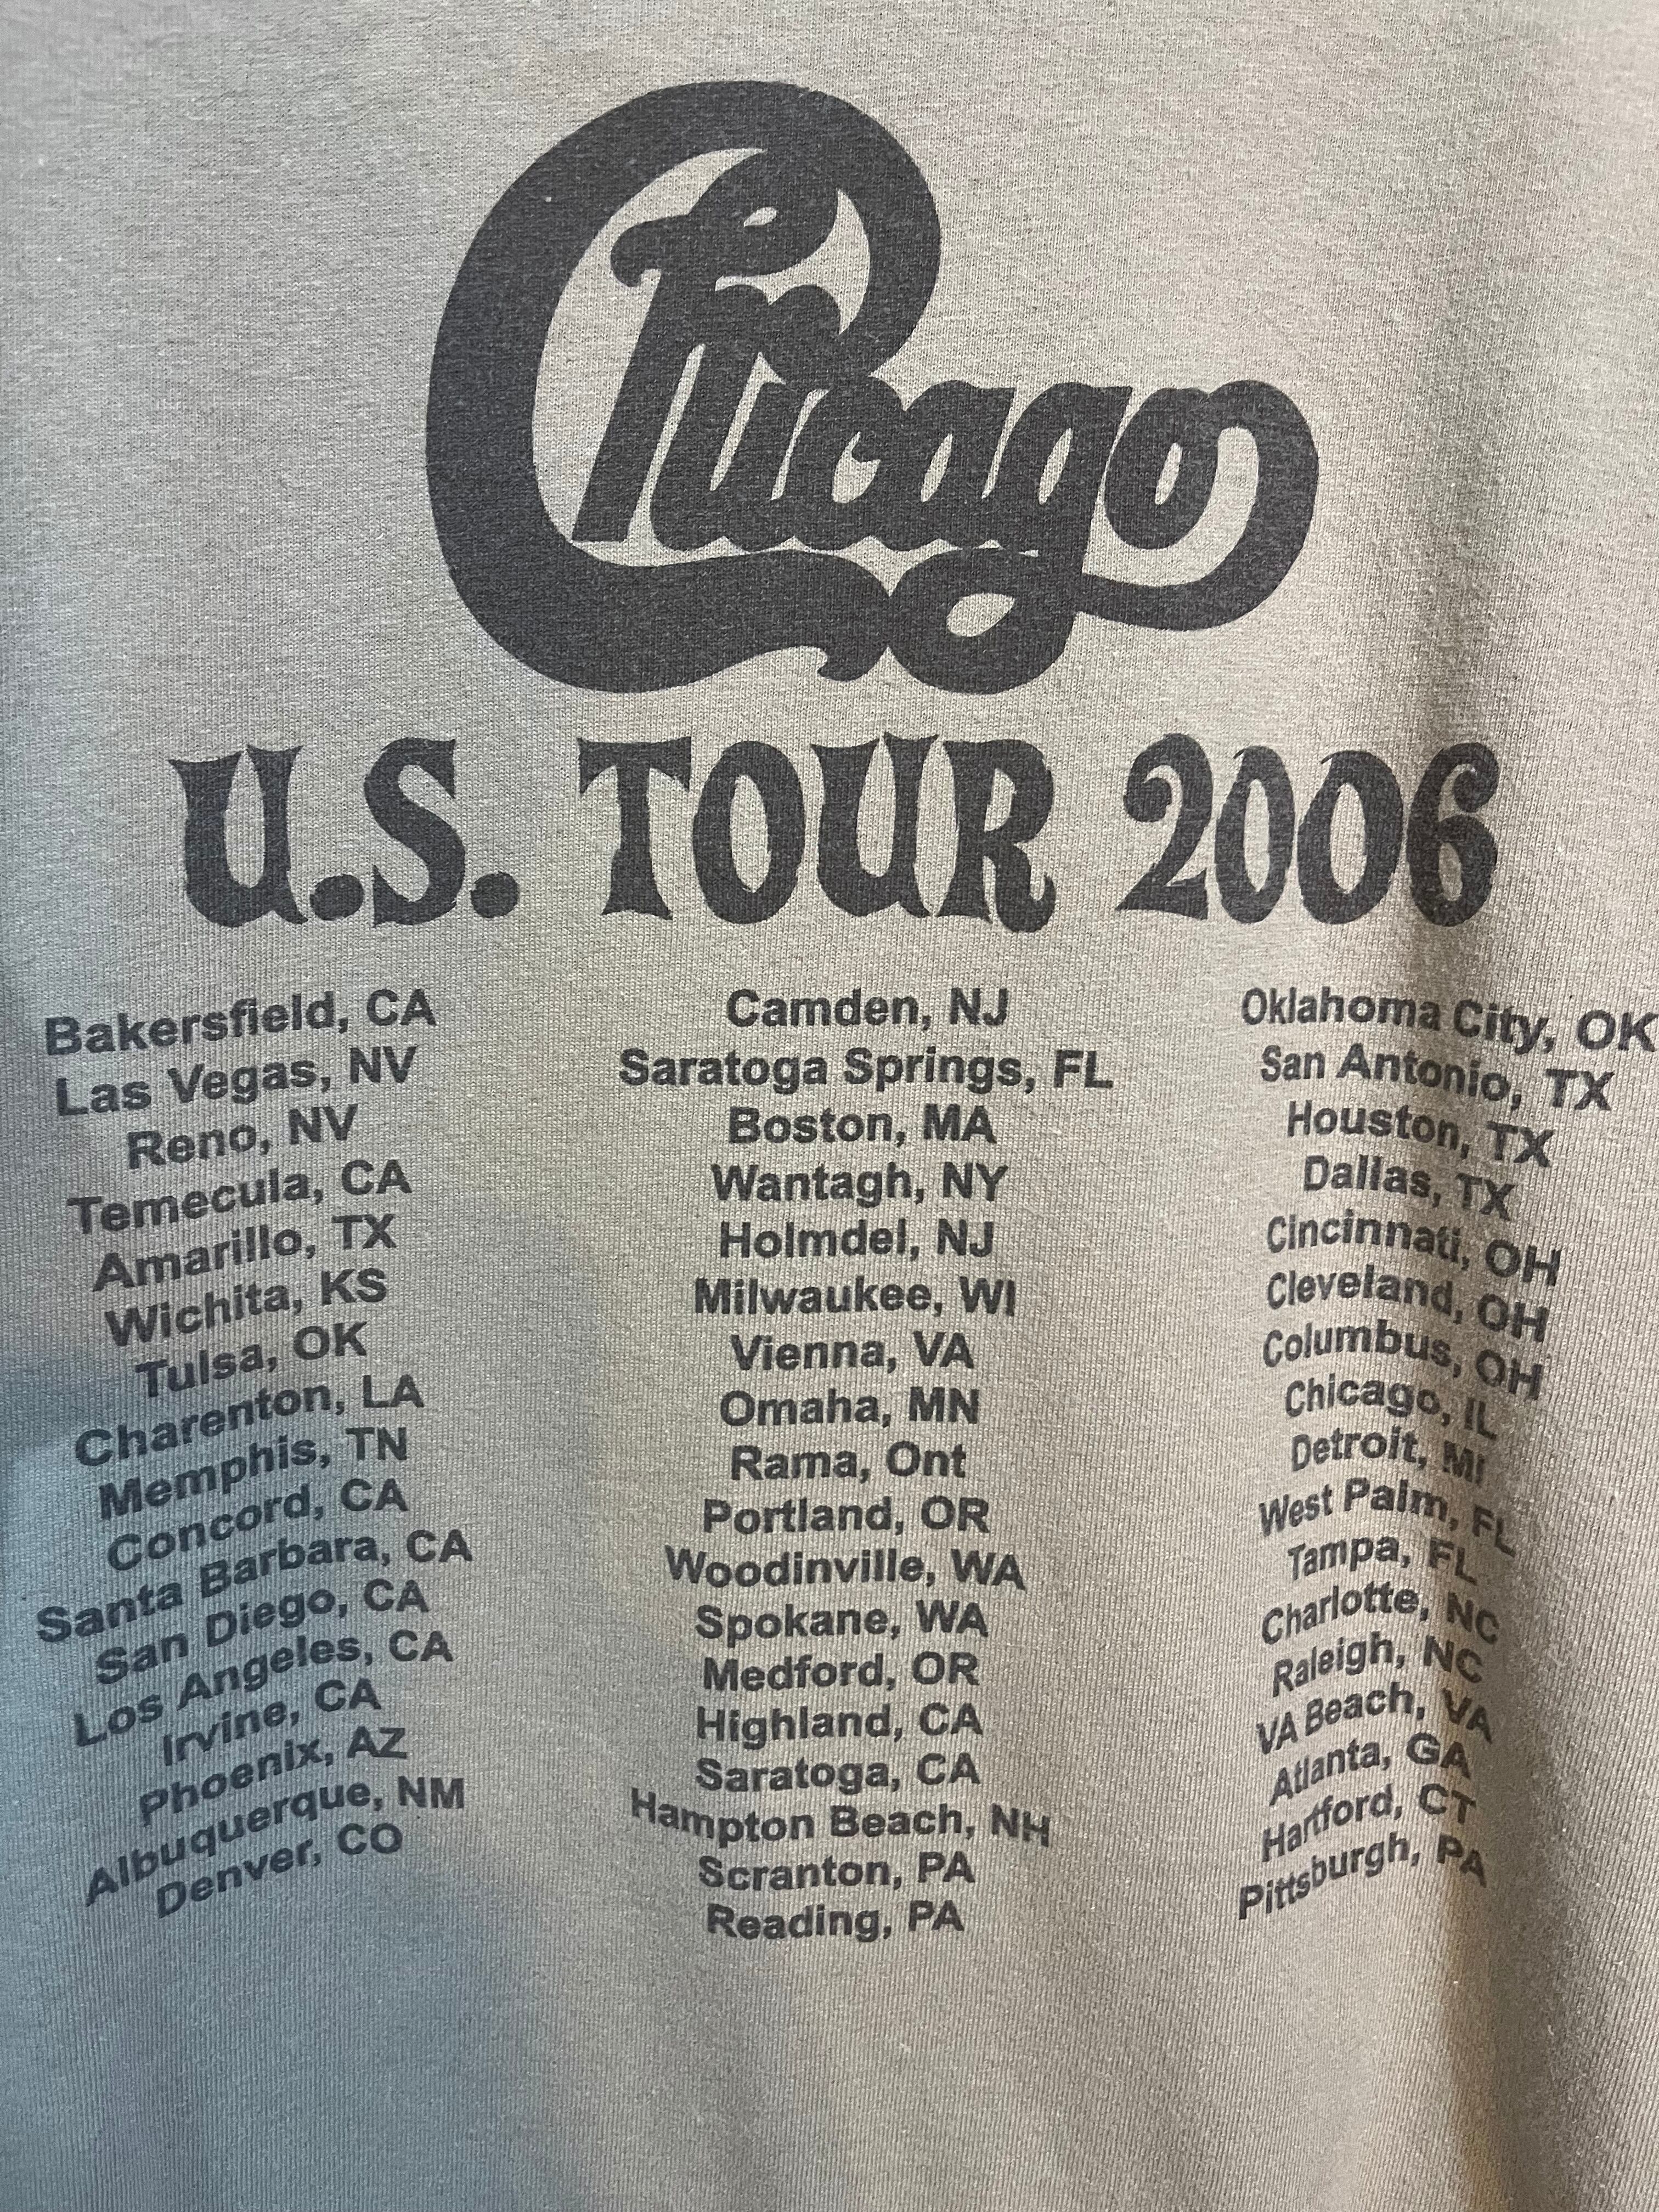 Chicago
U.S. TOUR 2006
Bakersfield, CA
Las Vegas, NV
Reno, NV
Temecula, CA
Amarillo, TX
Wichita, KS
Tulsa, OK
Charenton, LA
Memphis, TN
Concord, CA
Santa Barbara, CA
San Diego, CA
Los Angeles, CA
Irvine, CA
Phoenix, AZ
Albuquerque, NM
Denver, CO
Camden, NJ
Saratoga Springs, FL
Boston, MA
Wantagh, NY
Holmdel, NJ
Milwaukee, WI
Vienna, VA
Omaha, MN
Rama, Ont
Portland, OR
Woodinville, WA
Spokane, WA
Medford, OR
Highland, CA
Saratoga, CA
Hampton Beach, NH
Scranton, PA
Reading, PA
Oklahoma City, OK
San Antonio, TX
Houston, TX
Dallas, TX
Cincinnati, OH
Cleveland, OH
Columbus, OH
Chicago, IL
Detroit, MI
West Palm, FL
Tampa, FL
Charlotte, NC
Raleigh, NC
VA Beach, VA
Atlanta, GA
Hartford, CT
Pittsburgh, PA